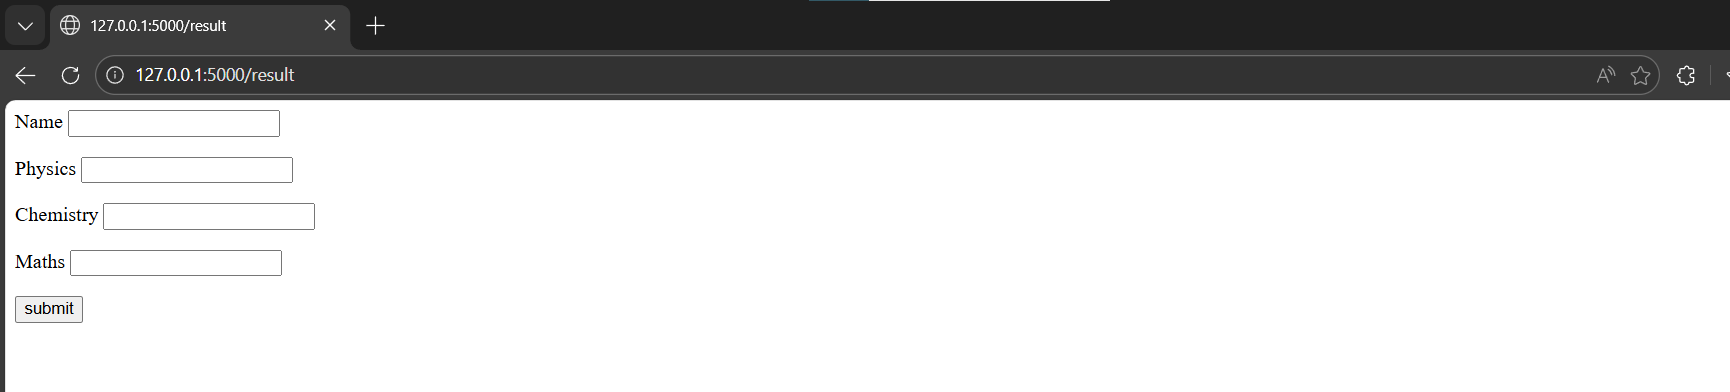 127.0.0.1:5000/result
127.0.0.1:5000/result
Name
Physics
Chemistry
Maths
submit